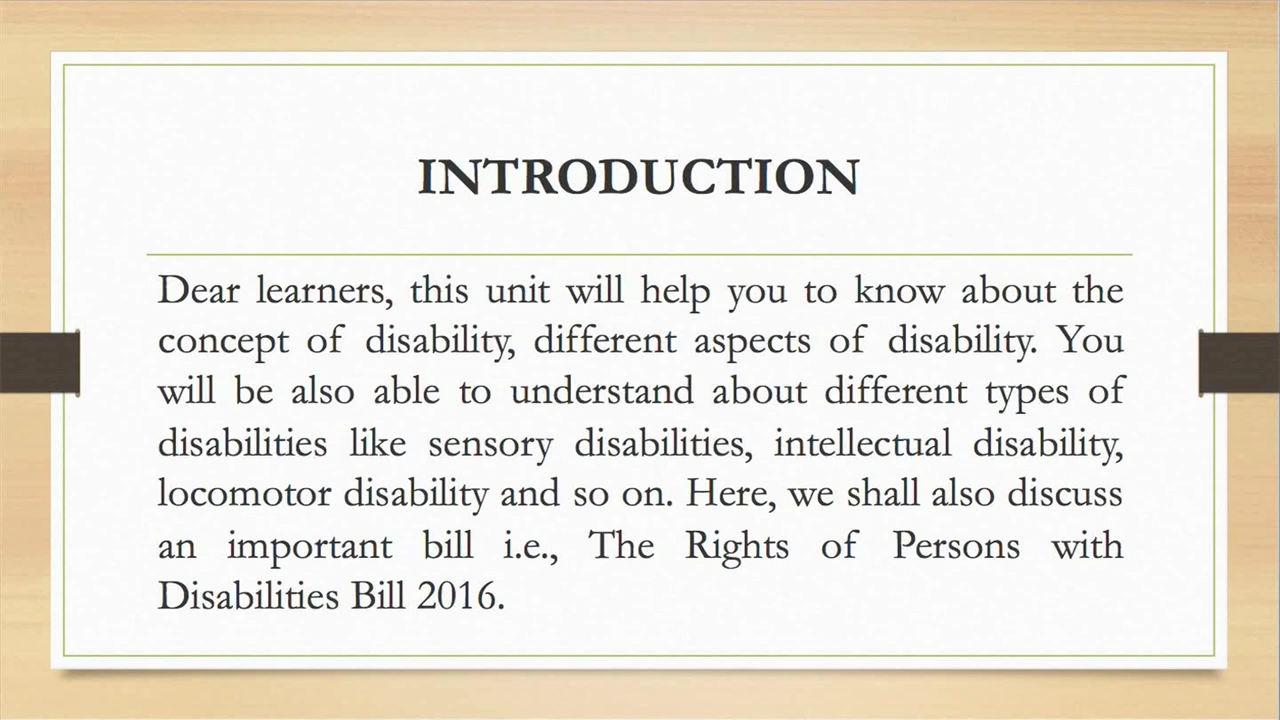 INTRODUCTION
Dear learners, this unit will help you to know about the
concept of disability, different aspects of disability. You
will be also able to understand about different types of
disabilities like sensory disabilities, intellectual disability,
locomotor disability and so on. Here, we shall also discuss
an important bill i.e., The Rights of Persons with
Disabilities Bill 2016.